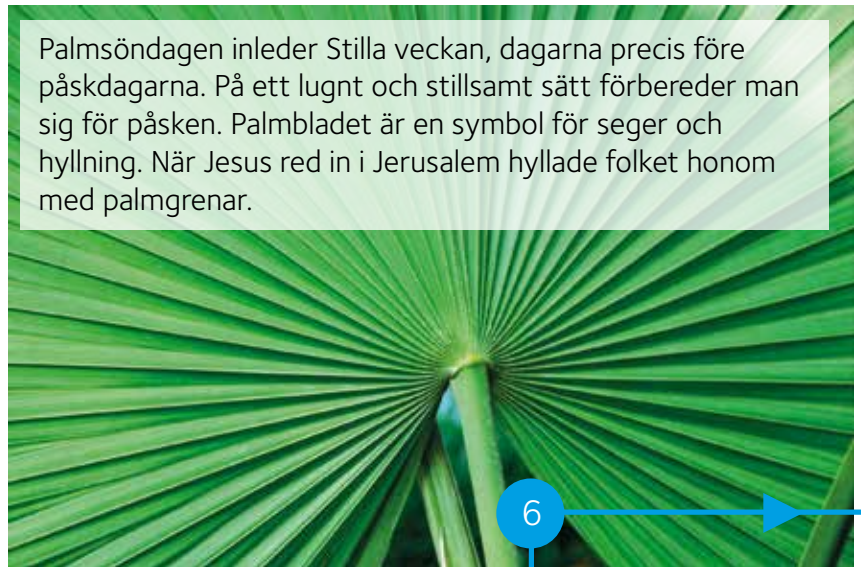 Palmsöndagen inleder Stilla veckan, dagarna precis före
påskdagarna. På ett lugnt och stillsamt sätt förbereder man
sig för påsken. Palmbladet är en symbol för seger och
hyllning. När Jesus red in i Jerusalem hyllade folket honom
med palmgrenar.
6